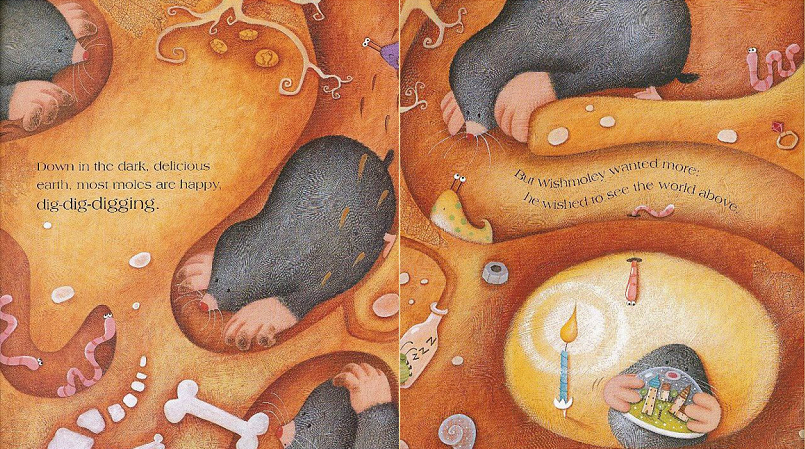 Down in the dark, delicious
earth, most moles are happy,
dig-dig-digging.
But Wishmoley wanted more:
he wished to see the world above.
zzz